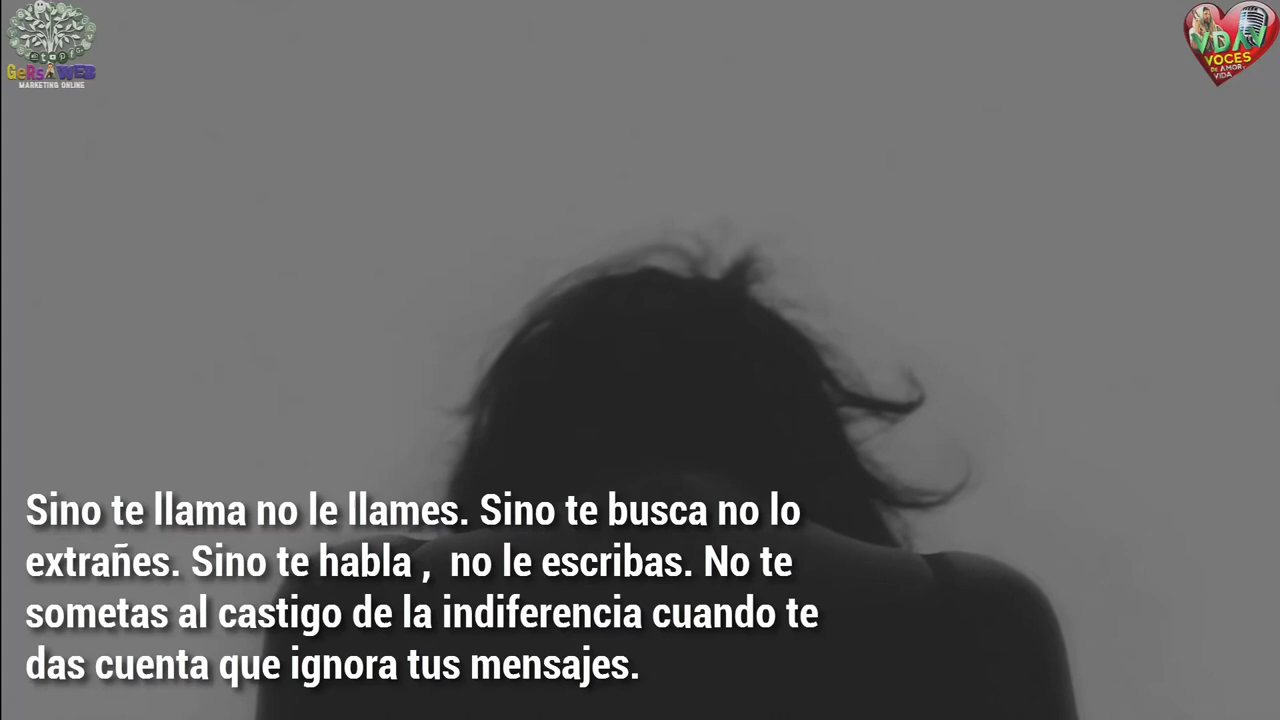 GeRsAWEB
MARKETING ONLINE
VDAV
VOCES
DE AMOR,
VIDA
Sino te llama no le llames. Sino te busca no lo
extrañes. Sino te habla ,  no le escribas. No te
sometas al castigo de la indiferencia cuando te
das cuenta que ignora tus mensajes.